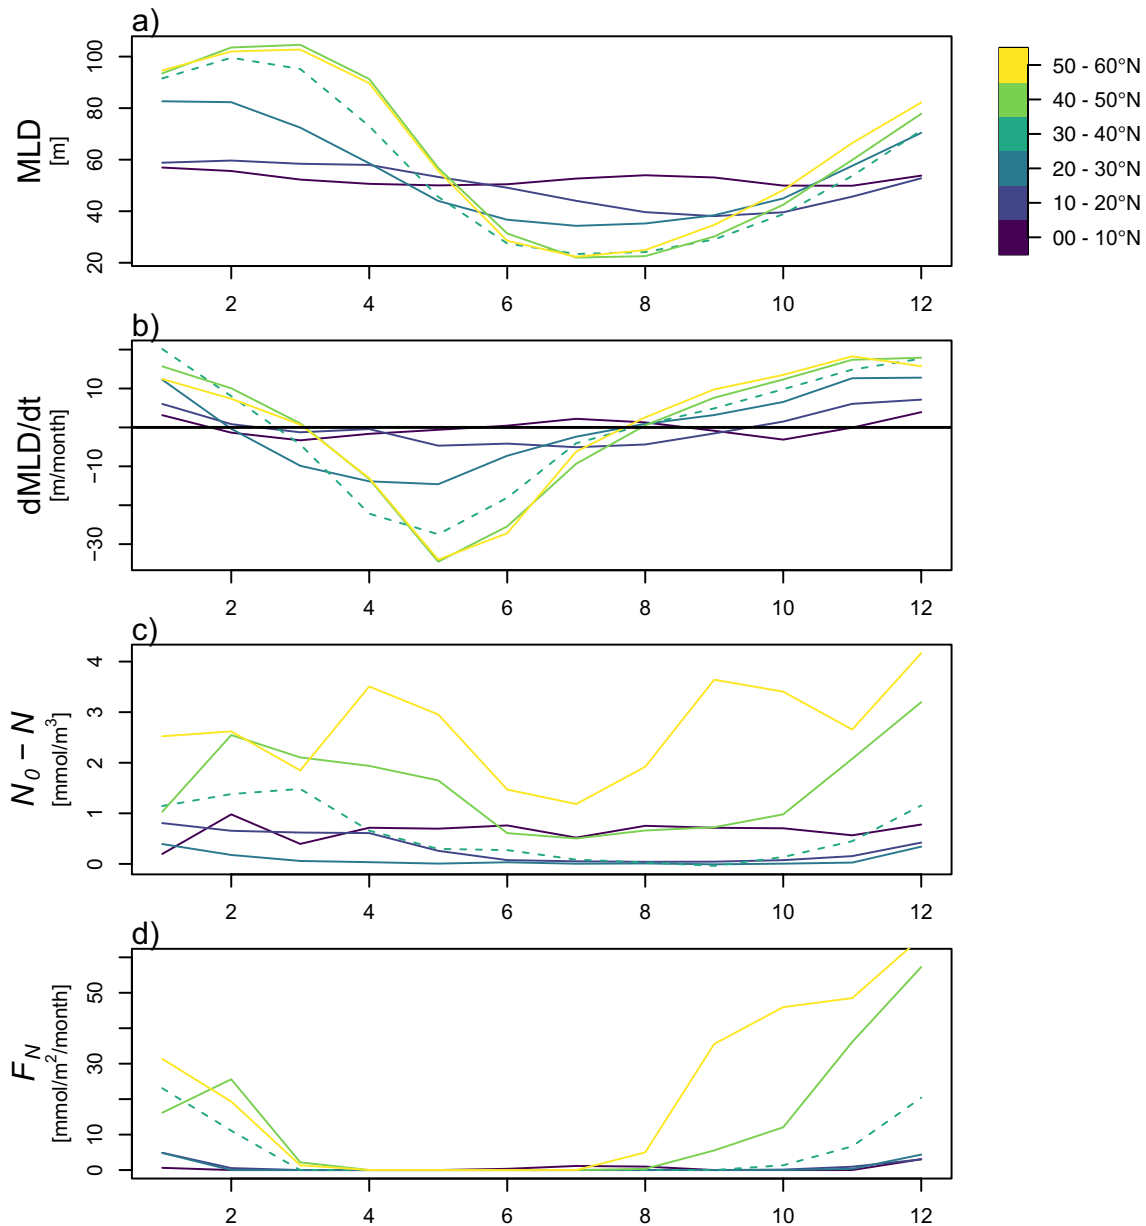 a)
MLD
[m]
100
80
60
40
20
2 4 6 8 10 12
50 - 60°N
40 - 50°N
30 - 40°N
20 - 30°N
10 - 20°N
00 - 10°N
b)
dMLD/dt
[m/month]
10
−10
−30
2 4 6 8 10 12
c)
N₀ − N
[mmol/m³]
4
3
2
1
0
2 4 6 8 10 12
d)
F_N
[mmol/m²/month]
50
30
10
0
2 4 6 8 10 12